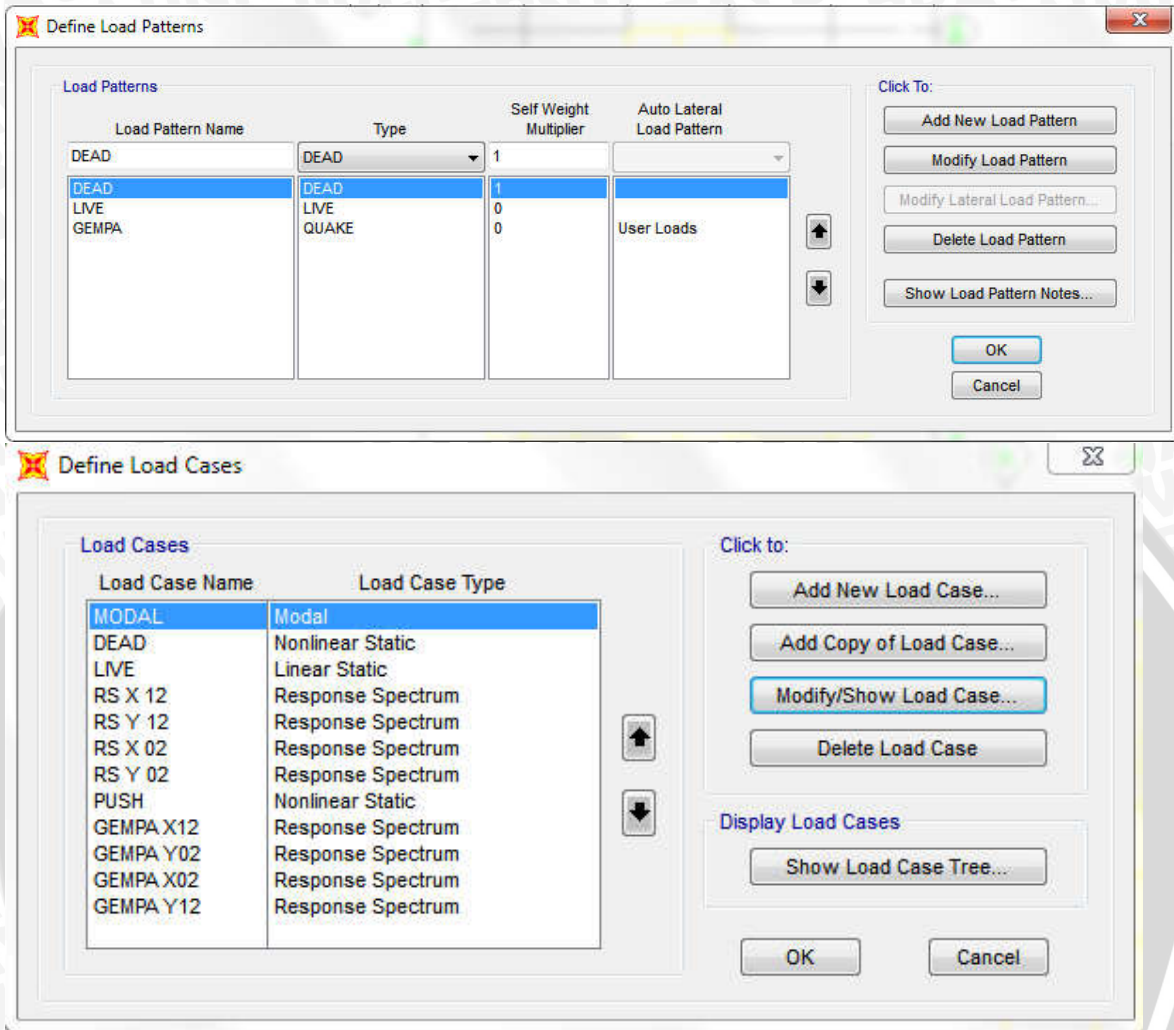 Define Load Patterns
Load Patterns
Click To:
Load Pattern Name Type Self Weight Multiplier Auto Lateral Load Pattern
DEAD DEAD 1
DEAD DEAD 1
LIVE LIVE 0
GEMPA QUAKE 0 User Loads
Add New Load Pattern
Modify Load Pattern
Modify Lateral Load Pattern...
Delete Load Pattern
Show Load Pattern Notes...
OK
Cancel
Define Load Cases
Load Cases
Load Case Name Load Case Type
MODAL Modal
DEAD Nonlinear Static
LIVE Linear Static
RS X 12 Response Spectrum
RS Y 12 Response Spectrum
RS X 02 Response Spectrum
RS Y 02 Response Spectrum
PUSH Nonlinear Static
GEMPA X12 Response Spectrum
GEMPA Y02 Response Spectrum
GEMPA X02 Response Spectrum
GEMPA Y12 Response Spectrum
Click to:
Add New Load Case...
Add Copy of Load Case...
Modify/Show Load Case...
Delete Load Case
Display Load Cases
Show Load Case Tree...
OK Cancel